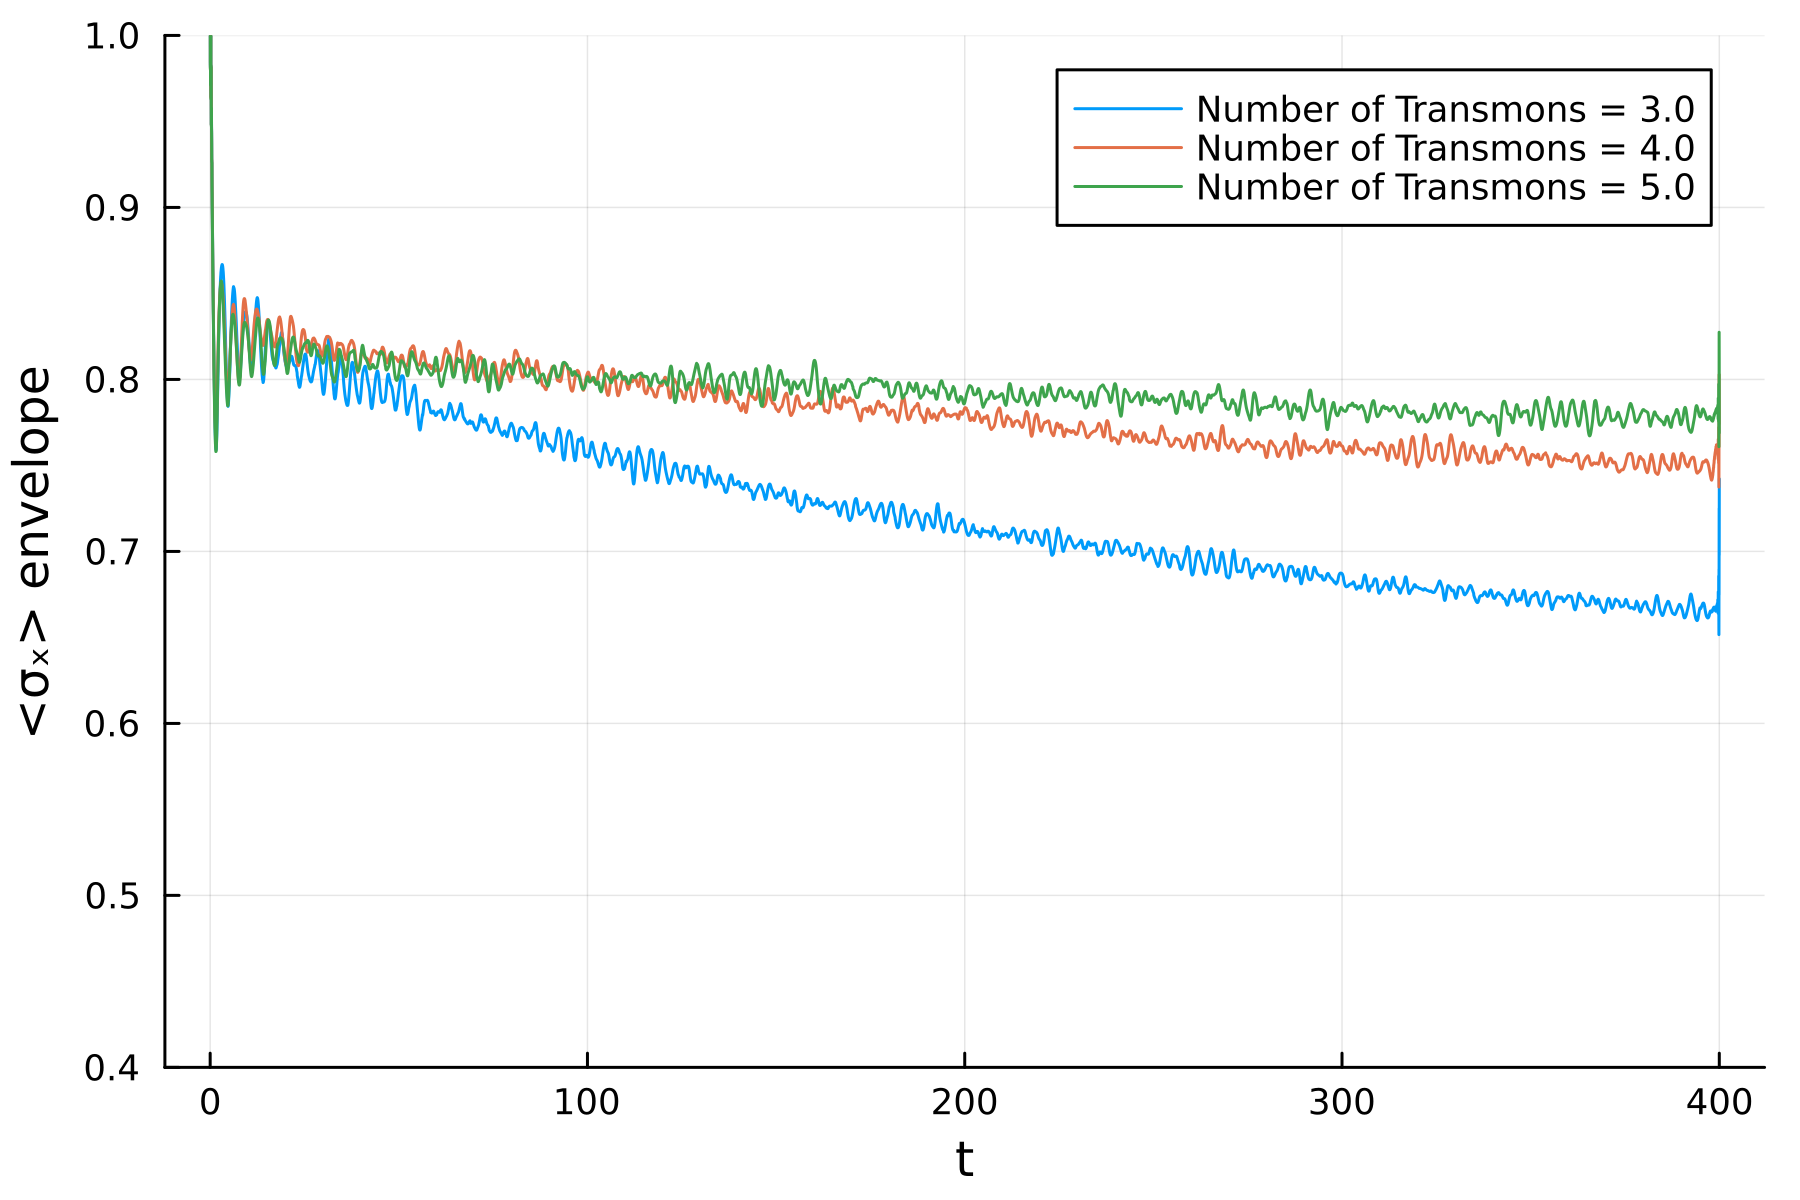 1.0
0.9
0.8
0.7
0.6
0.5
0.4
0
100
200
300
400
t
<σₓ> envelope
Number of Transmons = 3.0
Number of Transmons = 4.0
Number of Transmons = 5.0